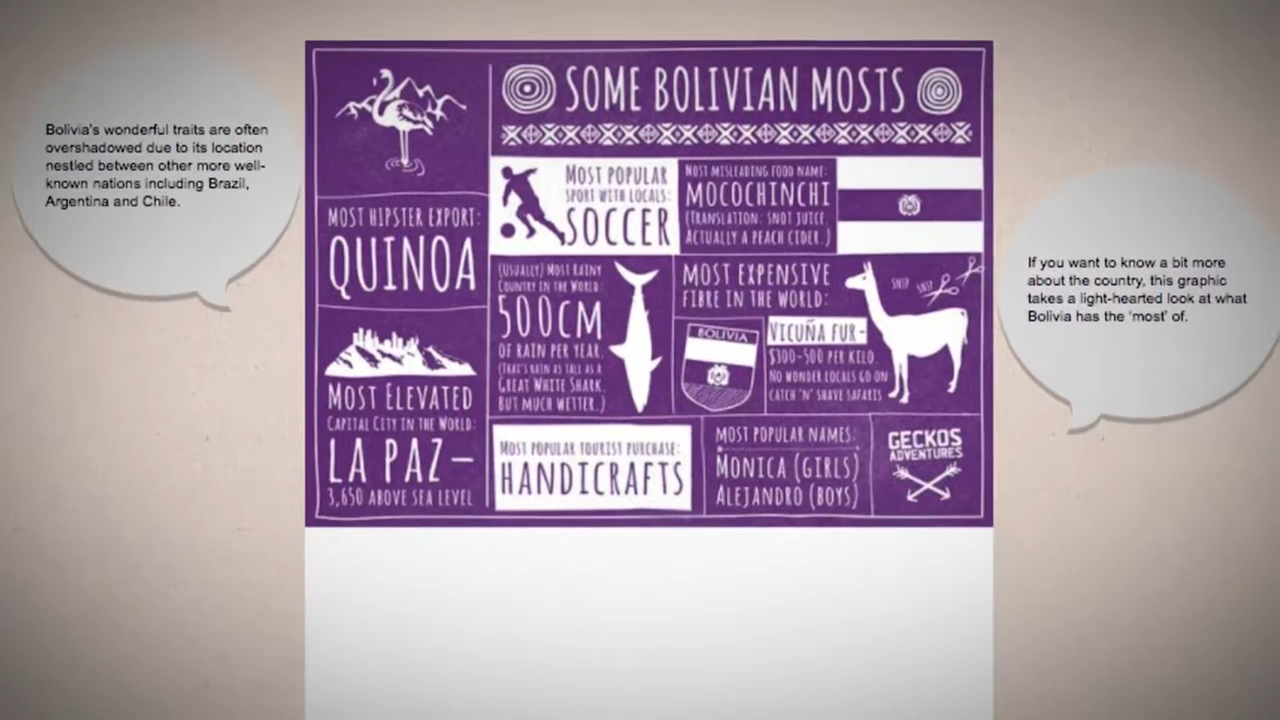 Bolivia's wonderful traits are often
overshadowed due to its location
nestled between other more well-
known nations including Brazil,
Argentina and Chile.
SOME BOLIVIAN MOSTS
MOST HIPSTER EXPORT:
QUINOA
MOST ELEVATED
CAPITAL CITY IN THE WORLD:
LA PAZ–
3,650 ABOVE SEA LEVEL
MOST POPULAR
SPORT WITH LOCALS:
SOCCER
MOST MISLEADING FOOD NAME:
MOCOCHINCHI
(TRANSLATION: SNOT JUICE.
ACTUALLY A PEACH CIDER.)
(USUALLY) MOST RAINY
COUNTRY IN THE WORLD:
500CM
OF RAIN PER YEAR.
(THAT'S RAIN AS TALL AS A
GREAT WHITE SHARK,
BUT MUCH WETTER.)
MOST EXPENSIVE
FIBRE IN THE WORLD:
BOLIVIA
VICUÑA FUR–
$300-500 PER KILO.
NO WONDER LOCALS GO ON
CATCH 'N' SHAVE SAFARIS
SNIP SNIP
MOST POPULAR TOURIST PURCHASE:
HANDICRAFTS
MOST POPULAR NAMES:
MONICA (GIRLS)
ALEJANDRO (BOYS)
GECKOS
ADVENTURES
If you want to know a bit more
about the country, this graphic
takes a light-hearted look at what
Bolivia has the 'most' of.